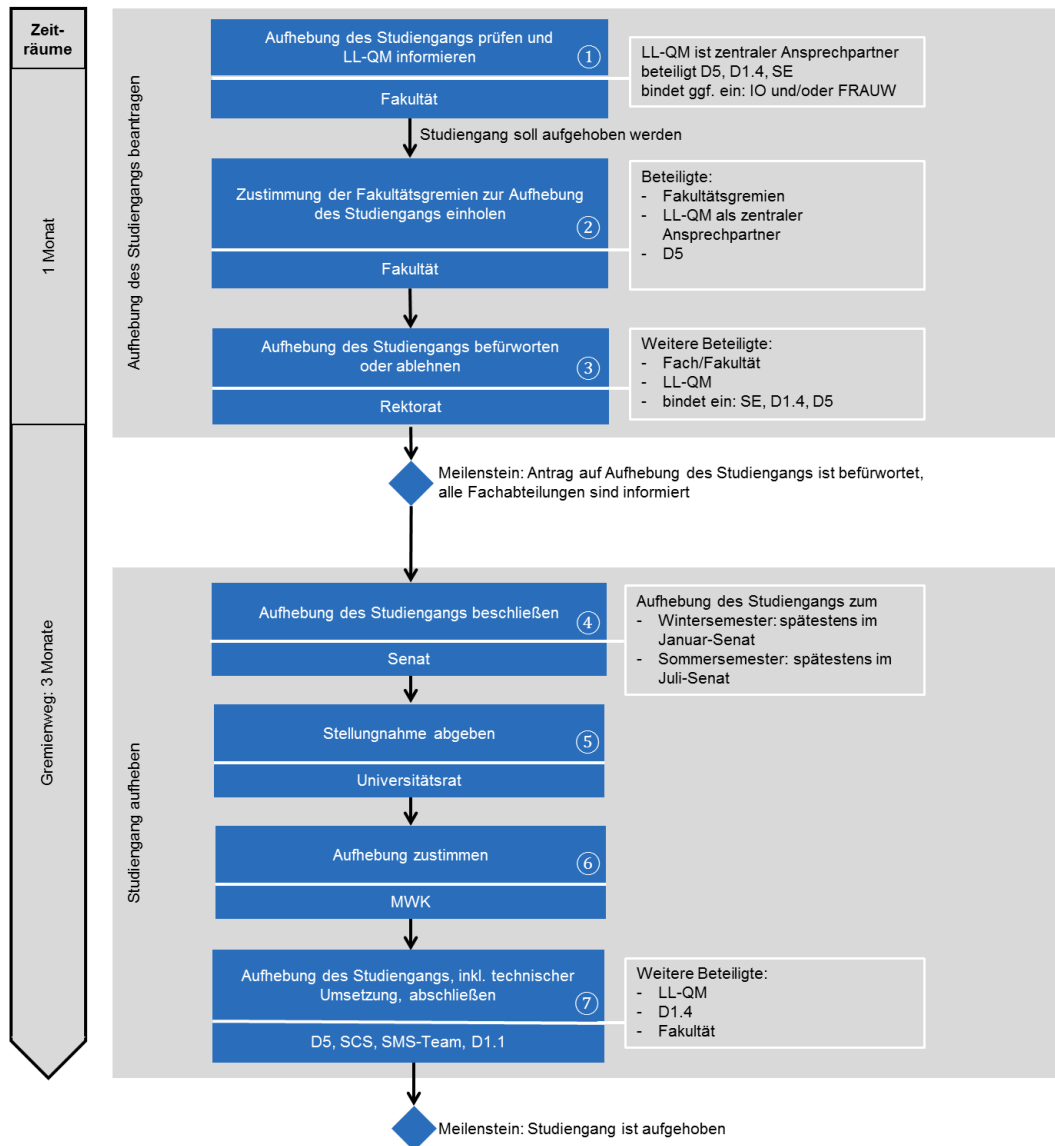 Zeit-
räume
1 Monat
Gremienweg: 3 Monate
Aufhebung des Studiengangs beantragen
Aufhebung des Studiengangs prüfen und
LL-QM informieren
①
Fakultät
LL-QM ist zentraler Ansprechpartner
beteiligt D5, D1.4, SE
bindet ggf. ein: IO und/oder FRAUW
Studiengang soll aufgehoben werden
Zustimmung der Fakultätsgremien zur Aufhebung
des Studiengangs einholen
②
Fakultät
Beteiligte:
- Fakultätsgremien
- LL-QM als zentraler
Ansprechpartner
- D5
Aufhebung des Studiengangs befürworten
oder ablehnen
③
Rektorat
Weitere Beteiligte:
- Fach/Fakultät
- LL-QM
- bindet ein: SE, D1.4, D5
Meilenstein: Antrag auf Aufhebung des Studiengangs ist befürwortet,
alle Fachabteilungen sind informiert
Studiengang aufheben
Aufhebung des Studiengangs beschließen
④
Senat
Aufhebung des Studiengangs zum
- Wintersemester: spätestens im
Januar-Senat
- Sommersemester: spätestens im
Juli-Senat
Stellungnahme abgeben
⑤
Universitätsrat
Aufhebung zustimmen
⑥
MWK
Aufhebung des Studiengangs, inkl. technischer
Umsetzung, abschließen
⑦
D5, SCS, SMS-Team, D1.1
Weitere Beteiligte:
- LL-QM
- D1.4
- Fakultät
Meilenstein: Studiengang ist aufgehoben